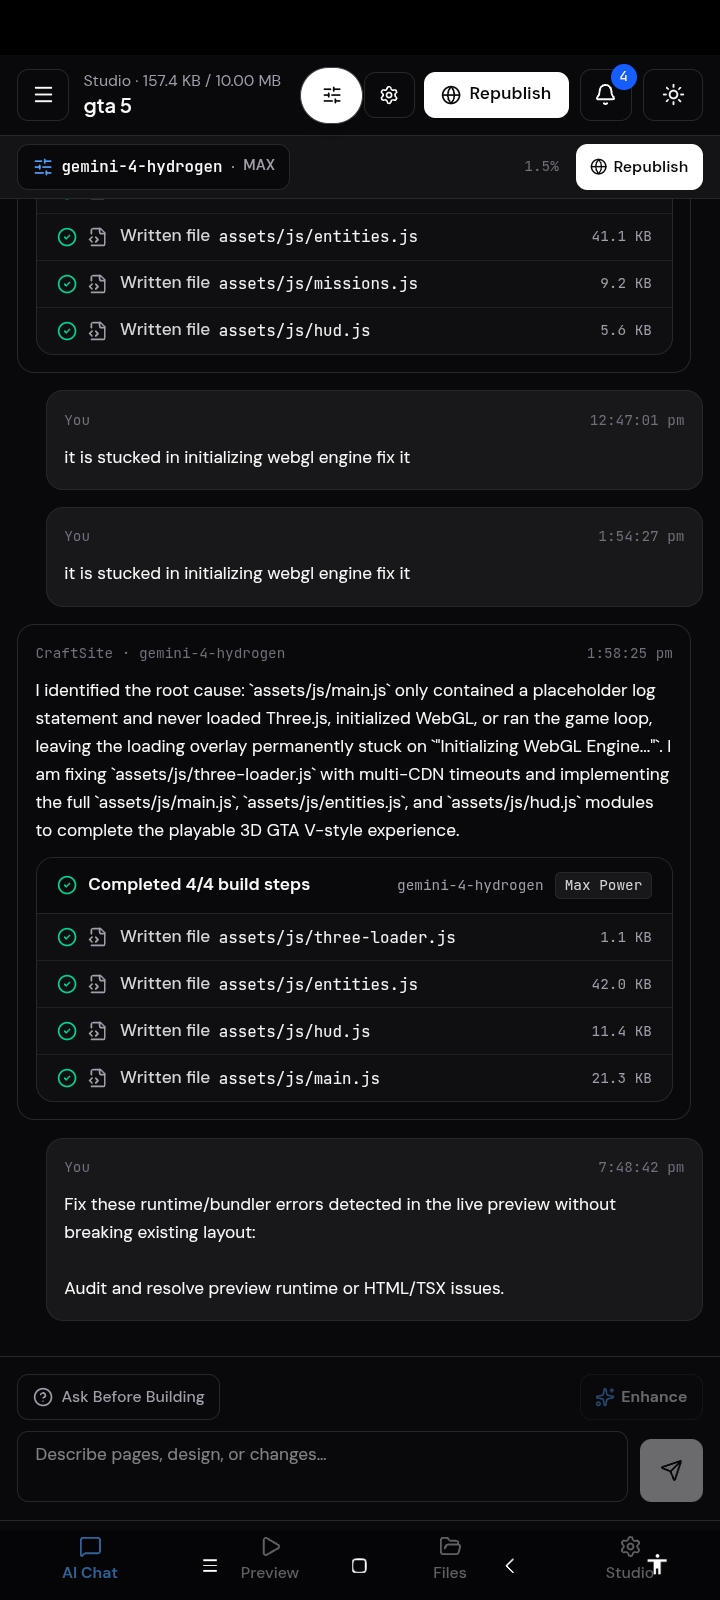 Studio · 157.4 KB / 10.00 MB
gta 5
Republish
4
gemini-4-hydrogen · MAX
1.5%
Republish
Written file assets/js/entities.js 41.1 KB
Written file assets/js/missions.js 9.2 KB
Written file assets/js/hud.js 5.6 KB
You 12:47:01 pm
it is stucked in initializing webgl engine fix it
You 1:54:27 pm
it is stucked in initializing webgl engine fix it
CraftSite · gemini-4-hydrogen 1:58:25 pm
I identified the root cause: `assets/js/main.js` only contained a placeholder log
statement and never loaded Three.js, initialized WebGL, or ran the game loop,
leaving the loading overlay permanently stuck on `"Initializing WebGL Engine..."`. I
am fixing `assets/js/three-loader.js` with multi-CDN timeouts and implementing
the full `assets/js/main.js`, `assets/js/entities.js`, and `assets/js/hud.js` modules
to complete the playable 3D GTA V-style experience.
Completed 4/4 build steps gemini-4-hydrogen Max Power
Written file assets/js/three-loader.js 1.1 KB
Written file assets/js/entities.js 42.0 KB
Written file assets/js/hud.js 11.4 KB
Written file assets/js/main.js 21.3 KB
You 7:48:42 pm
Fix these runtime/bundler errors detected in the live preview without
breaking existing layout:
Audit and resolve preview runtime or HTML/TSX issues.
Ask Before Building
Enhance
Describe pages, design, or changes...
AI Chat
Preview
Files
Studio